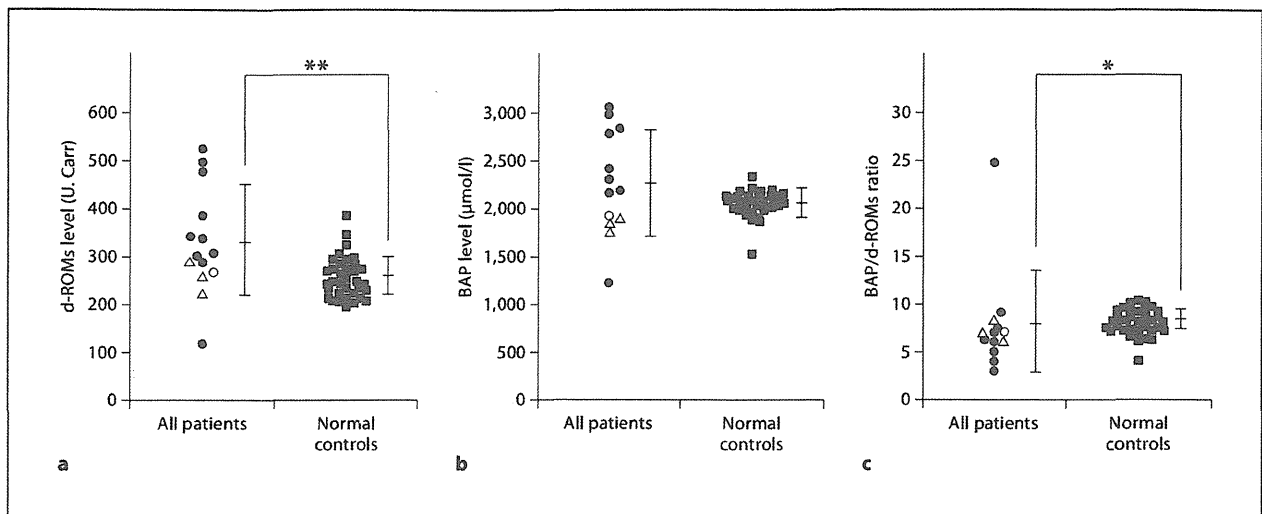 **
d-ROMs level (U. Carr)
600
500
400
300
200
100
0
All patients
Normal
controls
a
BAP level (µmol/l)
3,000
2,500
2,000
1,500
1,000
500
0
All patients
Normal
controls
b
*
BAP/d-ROMs ratio
30
25
20
15
10
5
0
All patients
Normal
controls
c